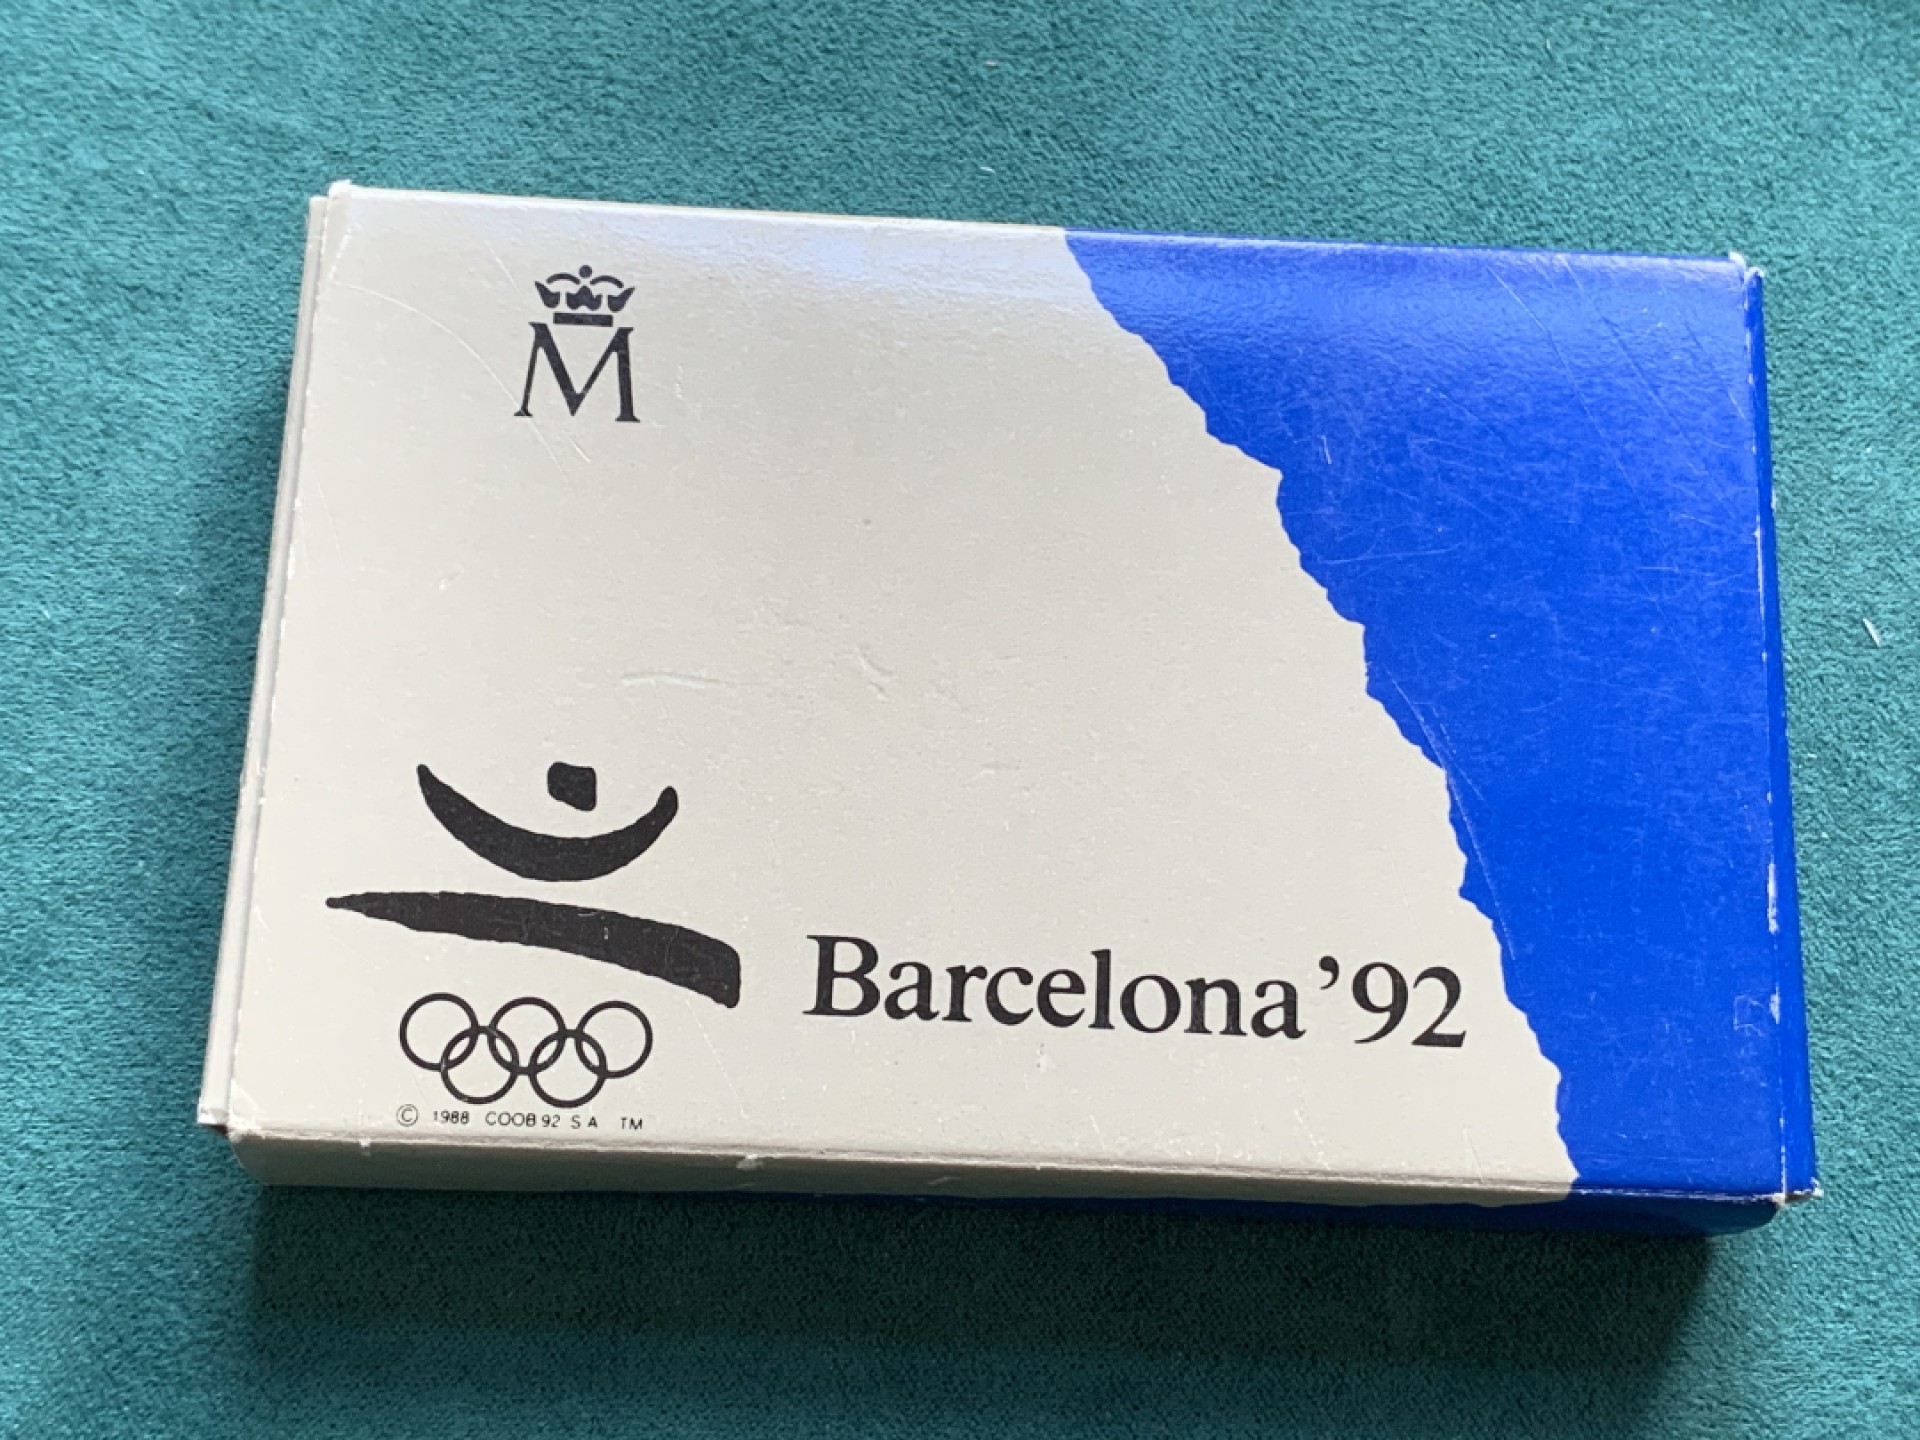 M
Barcelona '92
© 1988 COOB 92 S A TM